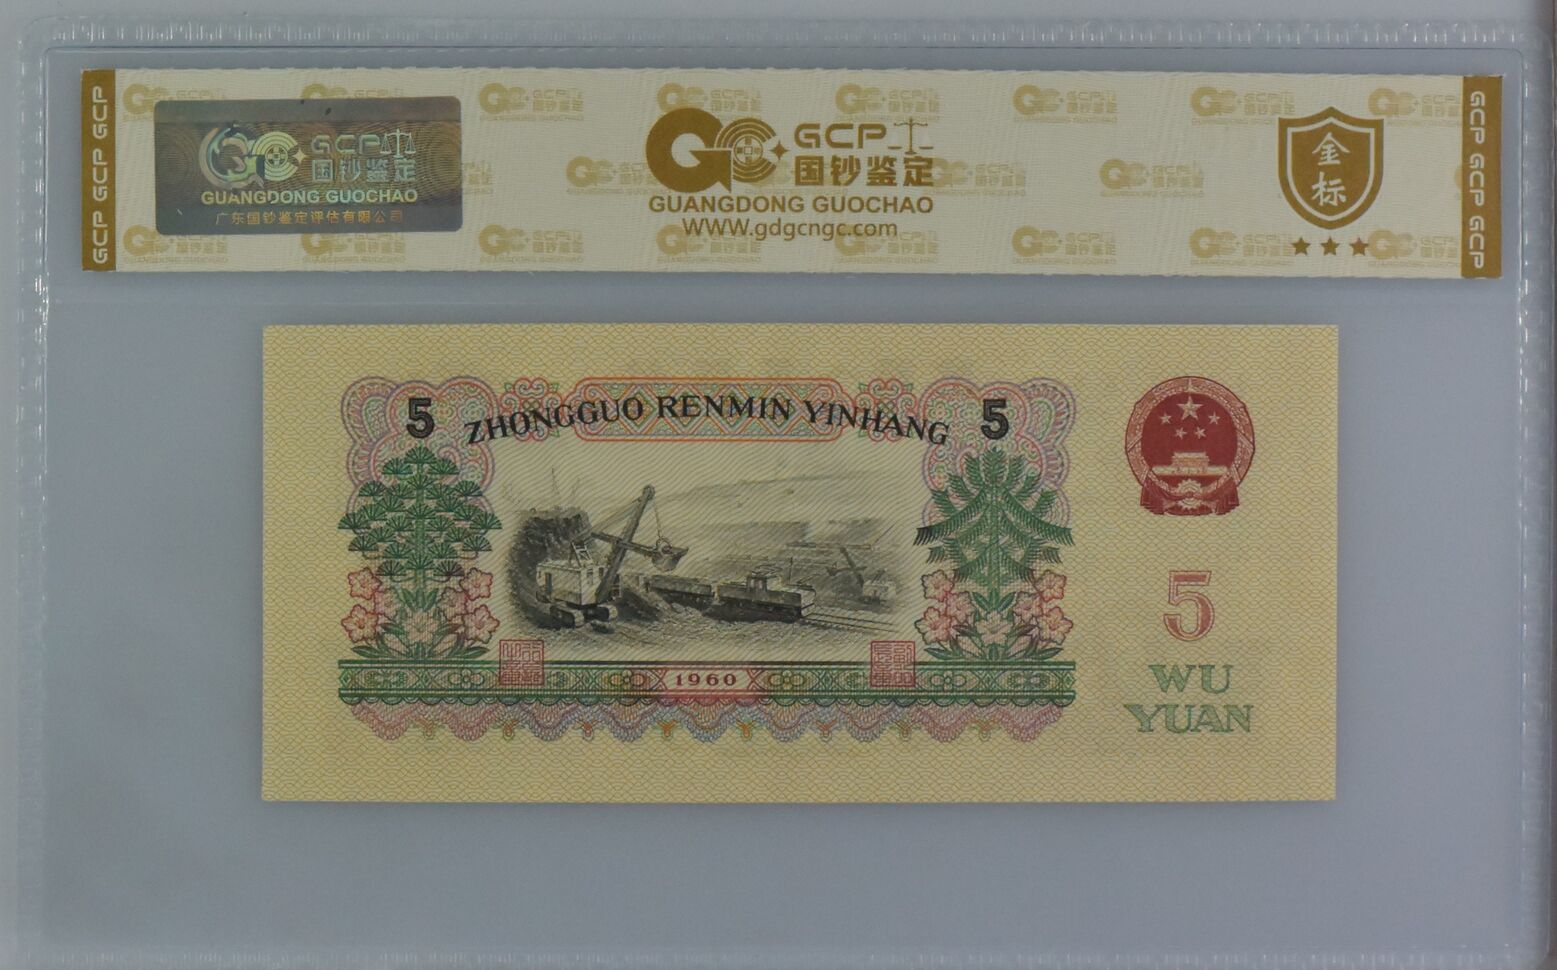 GCP GCP GCP
GCP 国钞鉴定
GUANGDONG GUOCHAO
广东国钞鉴定评估有限公司
GCP
国钞鉴定
GUANGDONG GUOCHAO
WWW.gdgcngc.com
金标
GCP GCP GCP
5 ZHONGGUO RENMIN YINHANG 5
5
WU
YUAN
1960